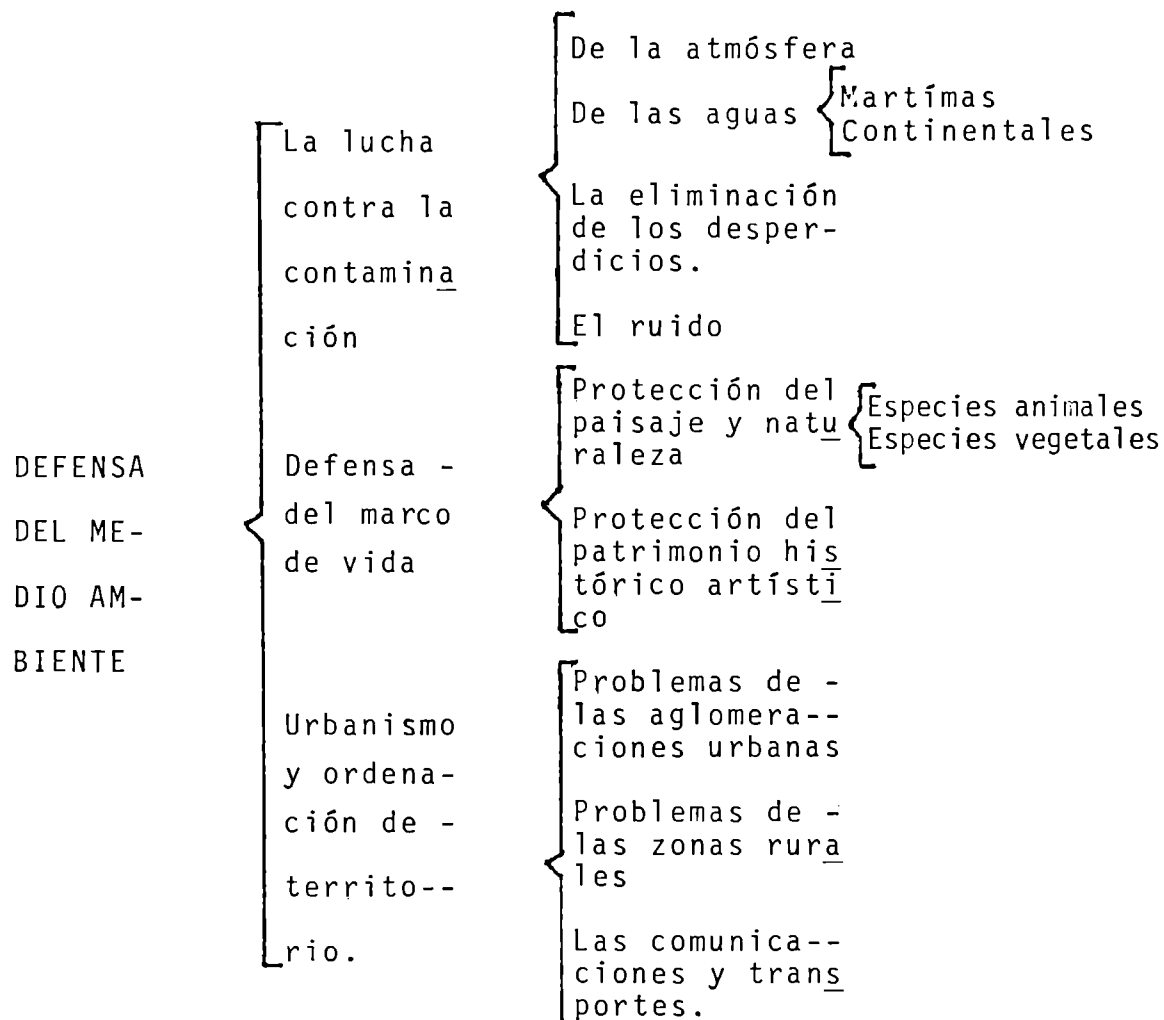 DEFENSA
DEL ME-
DIO AM-
BIENTE
La lucha
contra la
contamina
ción
De la atmósfera
De las aguas
Martímas
Continentales
La eliminación
de los desper-
dicios.
El ruido
Defensa -
del marco
de vida
Protección del
paisaje y natu
raleza
Especies animales
Especies vegetales
Protección del
patrimonio his
tórico artísti
co
Urbanismo
y ordena-
ción de -
territo--
rio.
Problemas de -
las aglomera--
ciones urbanas
Problemas de -
las zonas rura
les
Las comunica--
ciones y trans
portes.